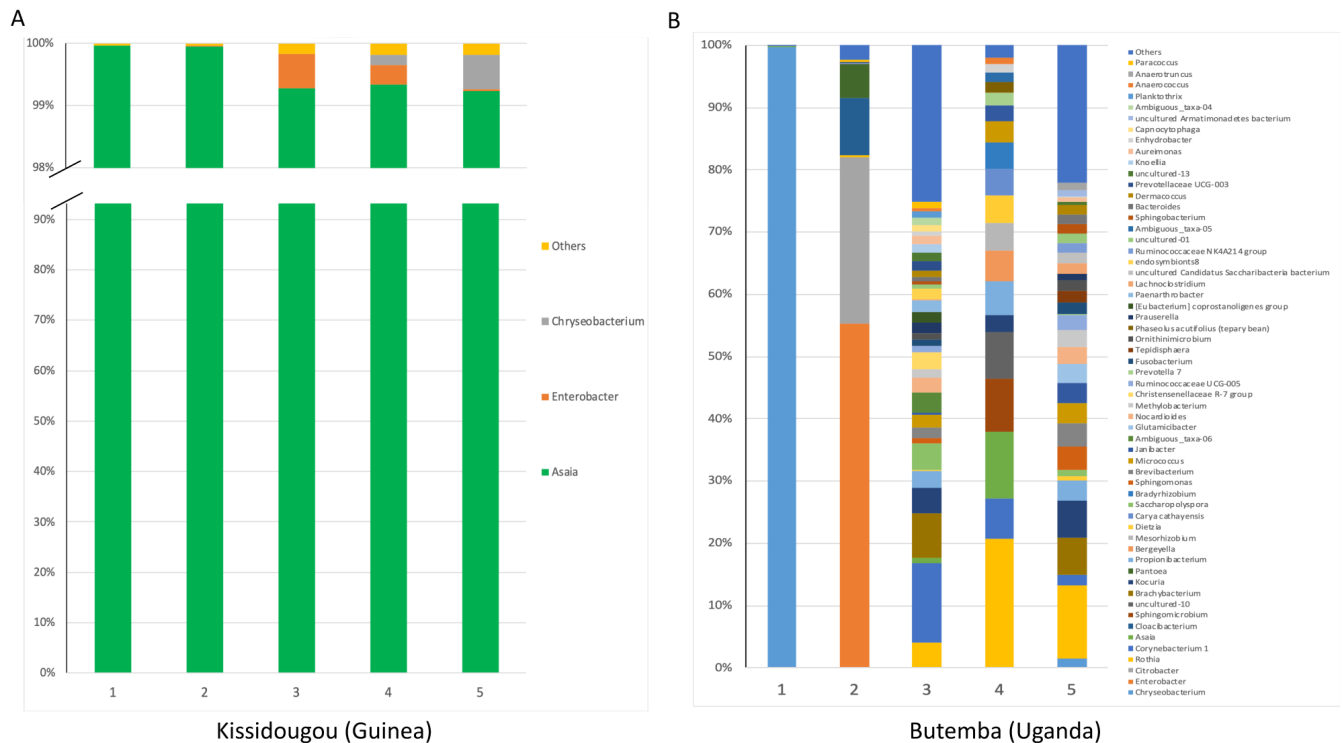 A
100%
99%
98%
90%
80%
70%
60%
50%
40%
30%
20%
10%
0%
1 2 3 4 5
Others
Chryseobacterium
Enterobacter
Asaia
Kissidougou (Guinea)
B
100%
90%
80%
70%
60%
50%
40%
30%
20%
10%
0%
1 2 3 4 5
Others
Paracoccus
Anaerotruncus
Anaerococcus
Planktothrix
Ambiguous_taxa-04
uncultured Armatimonadetes bacterium
Capnocytophaga
Enhydrobacter
Aureimonas
Knoellia
uncultured-13
Prevotellaceae UCG-003
Dermacoccus
Bacteroides
Sphingobacterium
Ambiguous_taxa-05
uncultured-01
Ruminococcaceae NK4A214 group
endosymbionts8
uncultured Candidatus Saccharibacteria bacterium
Lachnoclostridium
Paenarthrobacter
[Eubacterium] coprostanoligenes group
Prauserella
Phaseolus acutifolius (tepary bean)
Ornithinimicrobium
Tepidisphaera
Fusobacterium
Prevotella 7
Ruminococcaceae UCG-005
Christensenellaceae R-7 group
Methylobacterium
Nocardioides
Glutamicibacter
Ambiguous_taxa-06
Janibacter
Micrococcus
Brevibacterium
Sphingomonas
Bradyrhizobium
Saccharopolyspora
Carya cathayensis
Dietzia
Mesorhizobium
Bergeyella
Propionibacterium
Pantoea
Kocuria
Brachybacterium
uncultured-10
Sphingomicrobium
Cloacibacterium
Asaia
Corynebacterium 1
Rothia
Citrobacter
Enterobacter
Chryseobacterium
Butemba (Uganda)